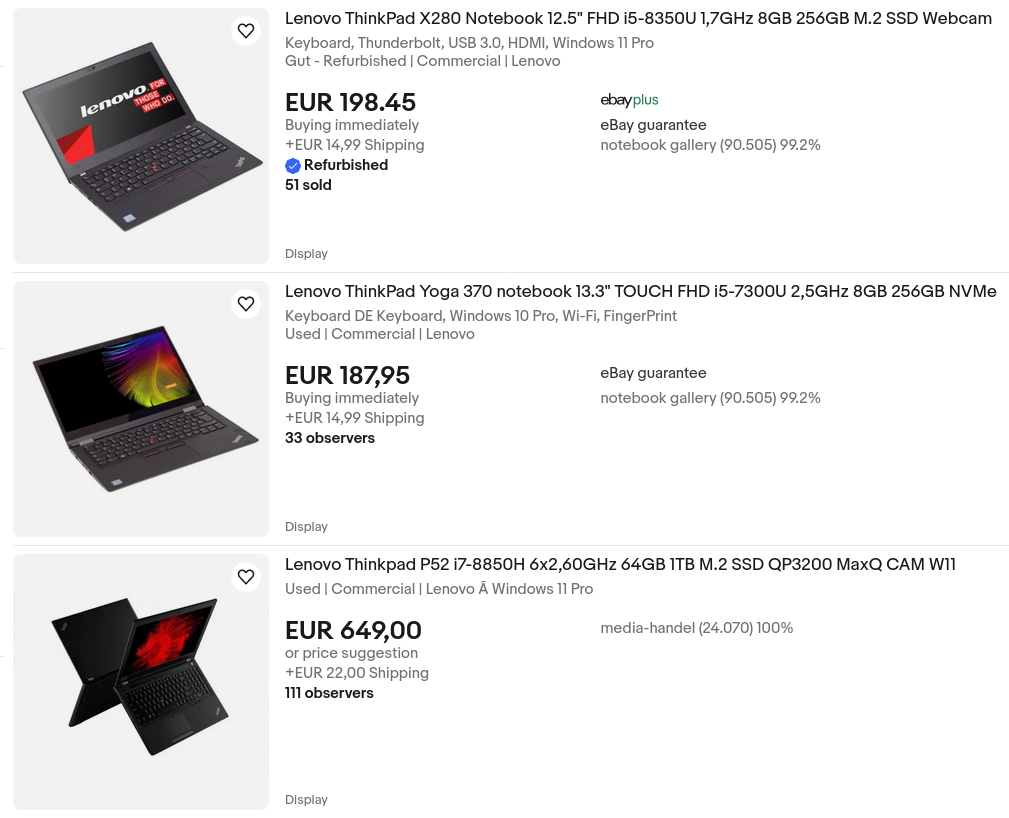 Lenovo ThinkPad X280 Notebook 12.5" FHD i5-8350U 1,7GHz 8GB 256GB M.2 SSD Webcam
Keyboard, Thunderbolt, USB 3.0, HDMI, Windows 11 Pro
Gut - Refurbished | Commercial | Lenovo
lenovo FOR
THOSE
WHO DO.
EUR 198.45
ebayplus
Buying immediately
eBay guarantee
+EUR 14,99 Shipping
notebook gallery (90.505) 99.2%
Refurbished
51 sold
Display
Lenovo ThinkPad Yoga 370 notebook 13.3" TOUCH FHD i5-7300U 2,5GHz 8GB 256GB NVMe
Keyboard DE Keyboard, Windows 10 Pro, Wi-Fi, FingerPrint
Used | Commercial | Lenovo
EUR 187,95
eBay guarantee
Buying immediately
notebook gallery (90.505) 99.2%
+EUR 14,99 Shipping
33 observers
Display
Lenovo Thinkpad P52 i7-8850H 6x2,60GHz 64GB 1TB M.2 SSD QP3200 MaxQ CAM W11
Used | Commercial | Lenovo Ā Windows 11 Pro
EUR 649,00
media-handel (24.070) 100%
or price suggestion
+EUR 22,00 Shipping
111 observers
Display